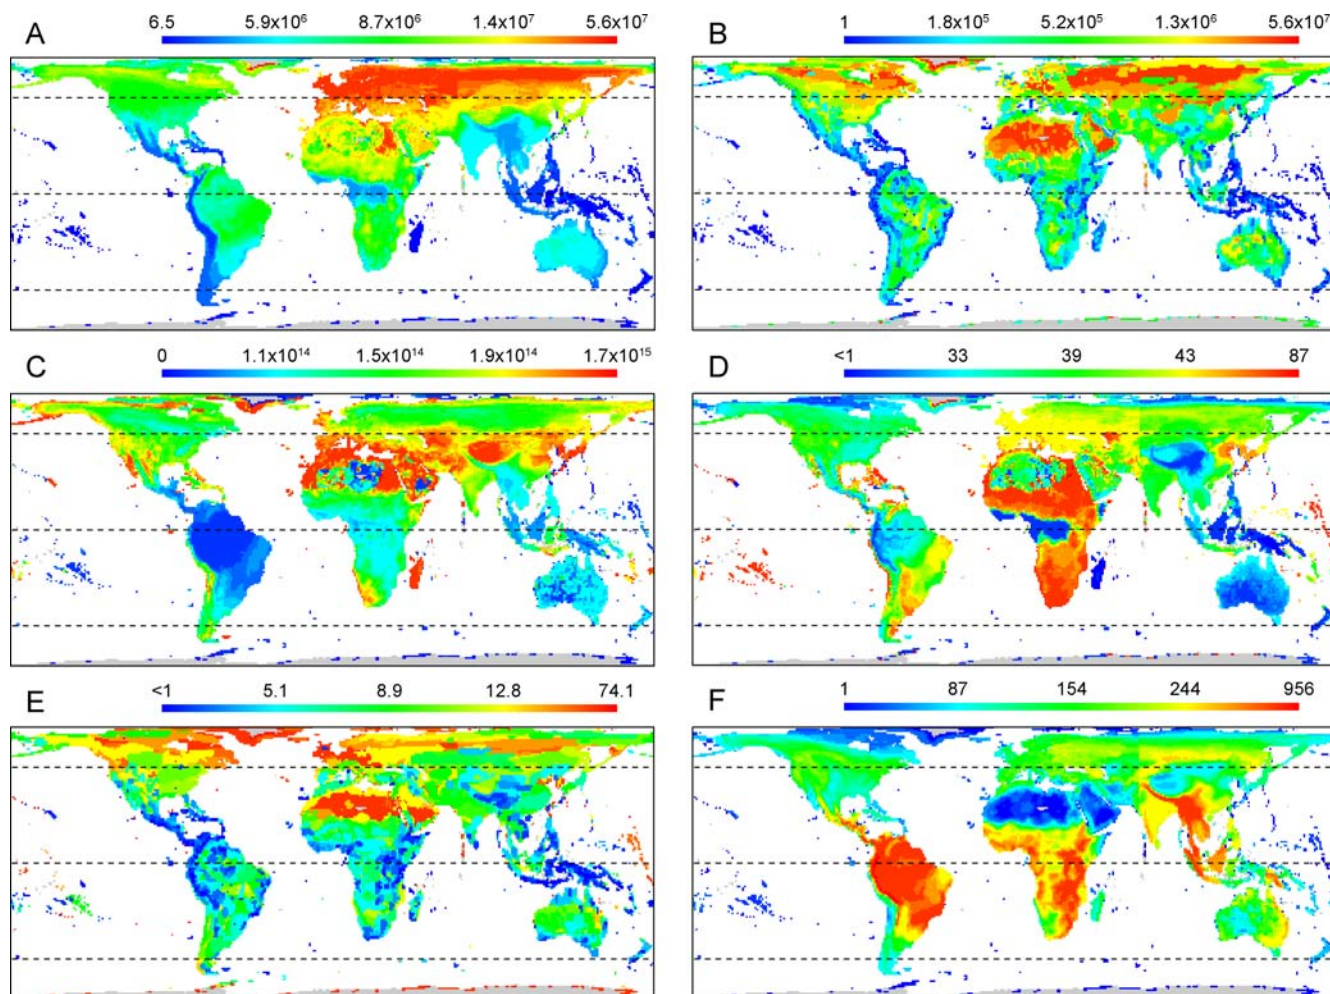 A 6.5 5.9x10⁶ 8.7x10⁶ 1.4x10⁷ 5.6x10⁷
B 1 1.8x10⁵ 5.2x10⁵ 1.3x10⁶ 5.6x10⁷
C 0 1.1x10¹⁴ 1.5x10¹⁴ 1.9x10¹⁴ 1.7x10¹⁵
D <1 33 39 43 87
E <1 5.1 8.9 12.8 74.1
F 1 87 154 244 956